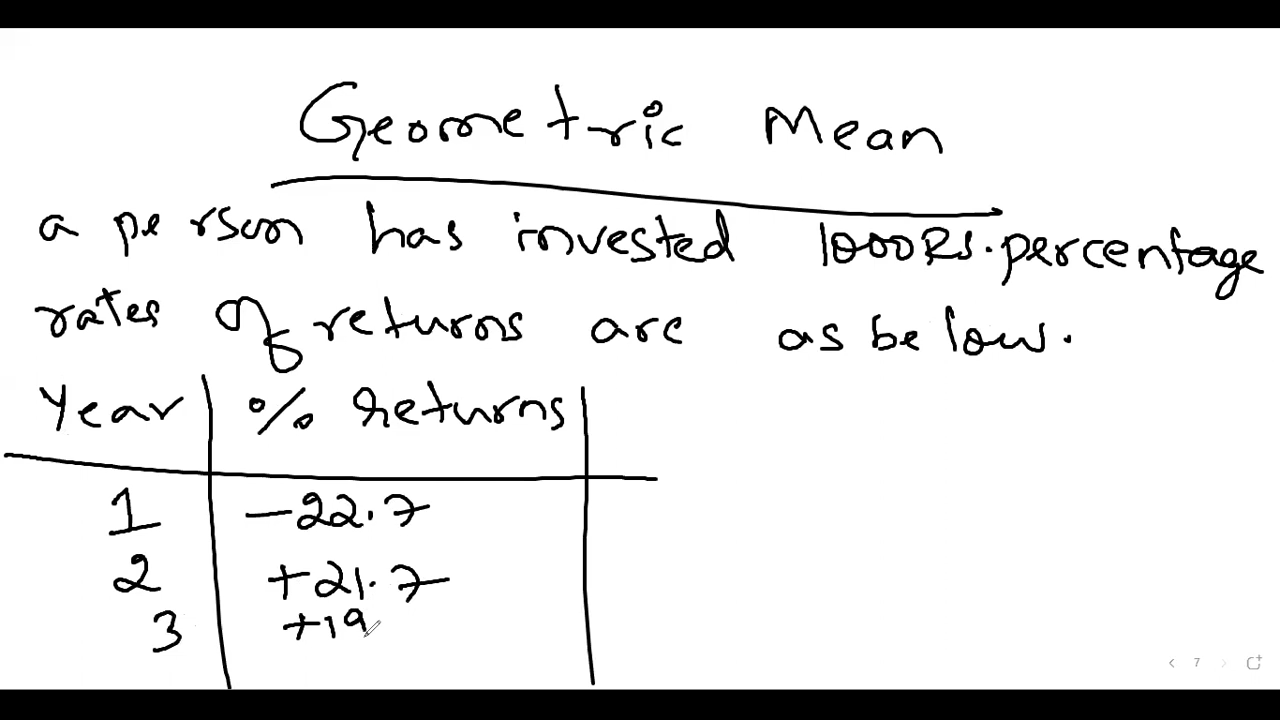 Geometric Mean
a person has invested 1000Rs. percentage
rates of returns are as below.
Year % Returns
1 -22.7
2 +21.7
3 +19
7